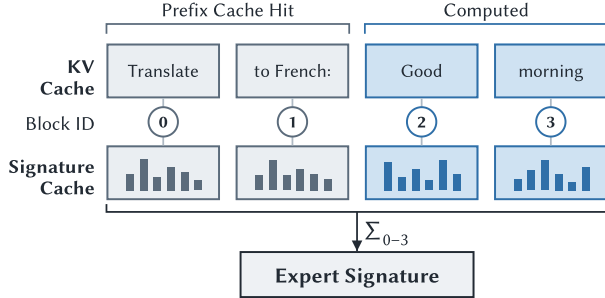 Prefix Cache Hit Computed
KV Cache Translate to French: Good morning
Block ID 0 1 2 3
Signature Cache
∑0–3
Expert Signature